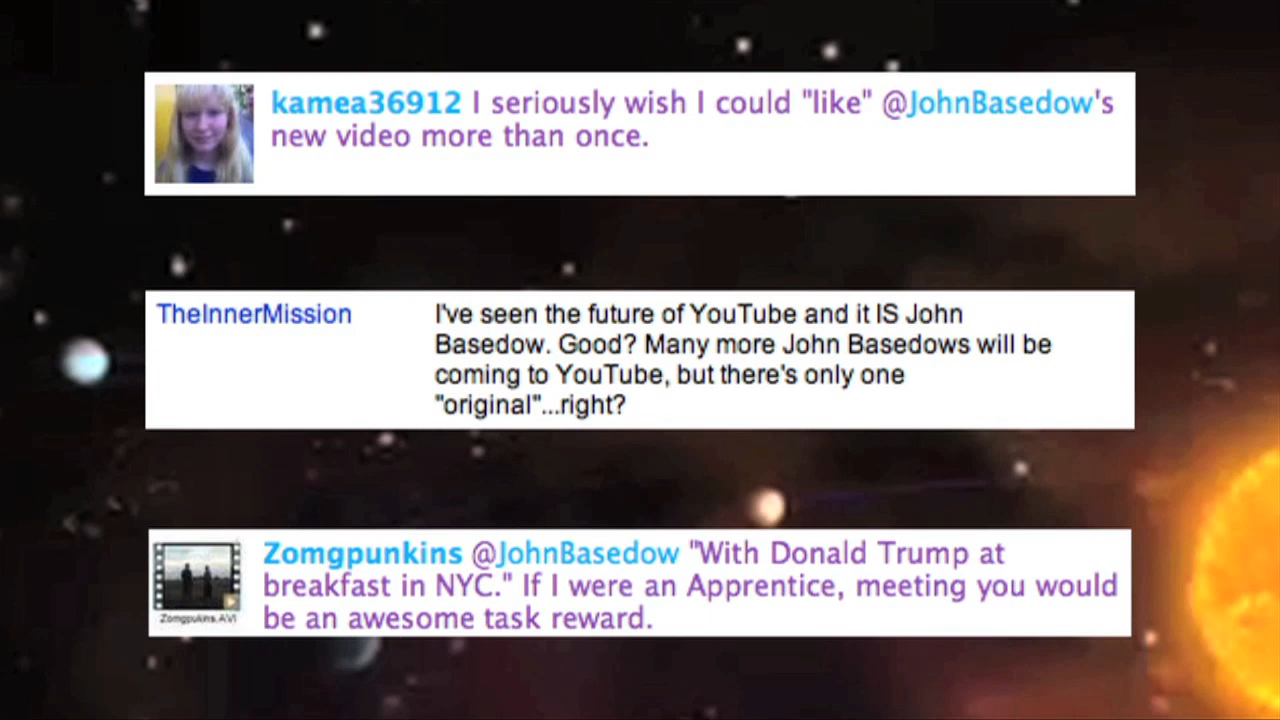 kamea36912 I seriously wish I could "like" @JohnBasedow's
new video more than once.
TheInnerMission
I've seen the future of YouTube and it IS John
Basedow. Good? Many more John Basedows will be
coming to YouTube, but there's only one
"original"...right?
Zomgpunkins @JohnBasedow "With Donald Trump at
breakfast in NYC." If I were an Apprentice, meeting you would
be an awesome task reward.
Zomgpukins.AVI